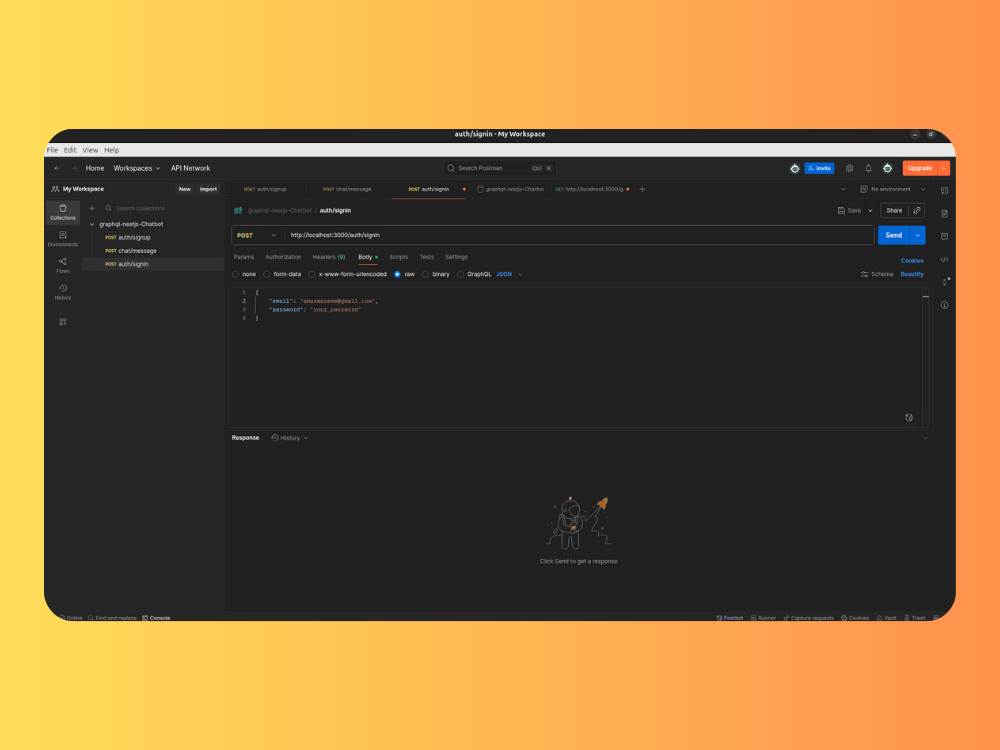 auth/signin - My Workspace
File Edit View Help
Home Workspaces API Network Search Postman Ctrl K Invite Upgrade
My Workspace New Import POST auth/signup POST chat/message POST auth/signin graphql-nestjs-Chatbot GET http://localhost:3000/g No environment
Collections Search collections graphql-nestjs-Chatbot / auth/signin Save Share
graphql-nestjs-Chatbot
POST auth/signup POST http://localhost:3000/auth/signin Send
Environments
POST chat/message Params Authorization Headers (9) Body Scripts Tests Settings Cookies
POST auth/signin
Flows
none form-data x-www-form-urlencoded raw binary GraphQL JSON Schema Beautify
History
1 {
2 "email": "amaswaseem@gmail.com",
3 "password": "your_password"
4 }
Response History
Click Send to get a response
Online Find and replace Console Postbot Runner Capture requests Cookies Vault Trash